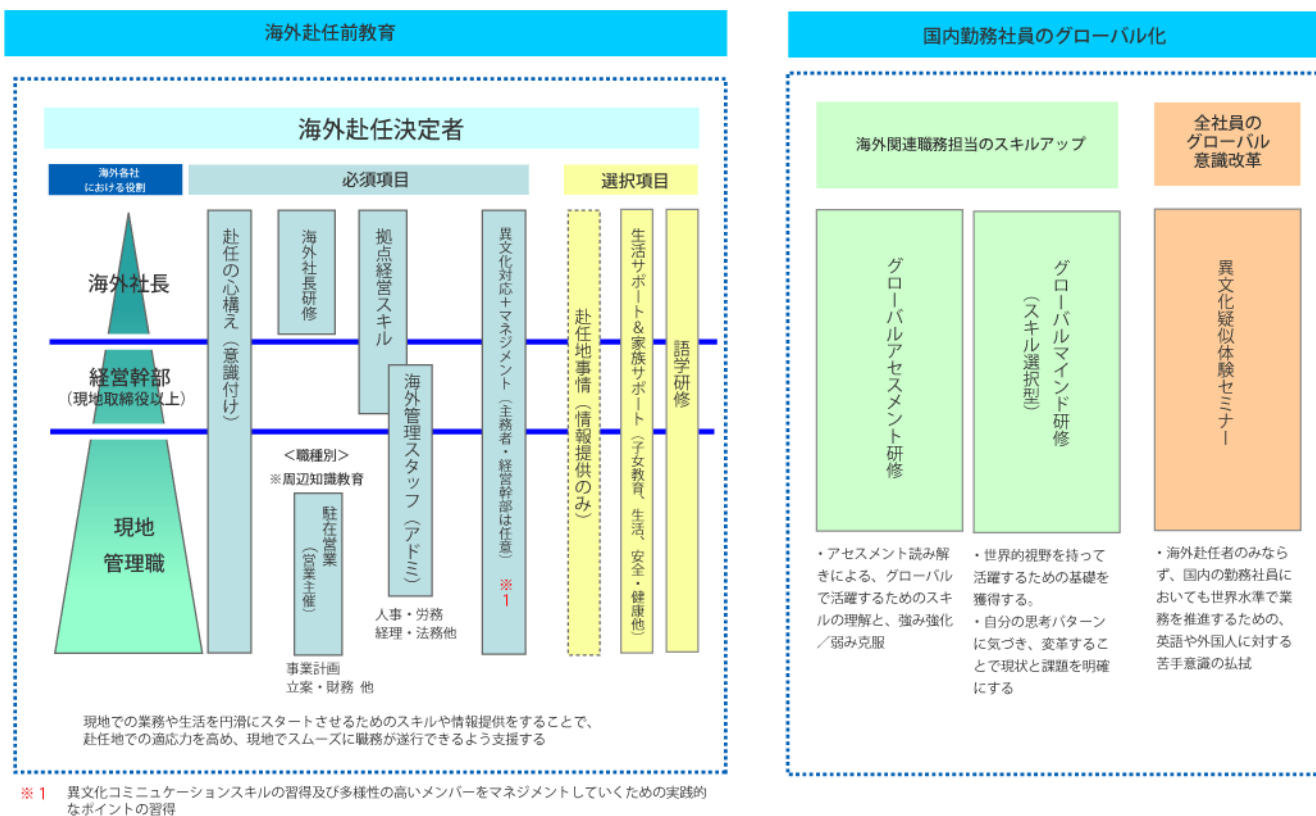 海外赴任前教育
海外赴任決定者
海外各社
における役割
必須項目
選択項目
海外社長
経営幹部
(現地取締役以上)
現地
管理職
赴任の心構え（意識付け）
海外社長研修
拠点経営スキル
＜職種別＞
※周辺知識教育
駐在営業
（営業主催）
事業計画
立案・財務 他
海外管理スタッフ（アドミ）
人事・労務
経理・法務他
異文化対応＋マネジメント（主務者・経営幹部は任意）
※
1
赴任地事情（情報提供のみ）
生活サポート＆家族サポート（子女教育、生活、安全・健康他）
語学研修
現地での業務や生活を円滑にスタートさせるためのスキルや情報提供をすることで、
赴任地での適応力を高め、現地でスムーズに職務が遂行できるよう支援する
※ 1 異文化コミニュケーションスキルの習得及び多様性の高いメンバーをマネジメントしていくための実践的
なポイントの習得
国内勤務社員のグローバル化
海外関連職務担当のスキルアップ
全社員の
グローバル
意識改革
グローバルアセスメント研修
・アセスメント読み解
きによる、グローバル
で活躍するためのスキ
ルの理解と、強み強化
／弱み克服
グローバルマインド研修
（スキル選択型）
・世界的視野を持って
活躍するための基礎を
獲得する。
・自分の思考パターン
に気づき、変革するこ
とで現状と課題を明確
にする
異文化疑似体験セミナー
・海外赴任者のみなら
ず、国内の勤務社員に
おいても世界水準で業
務を推進するための、
英語や外国人に対する
苦手意識の払拭